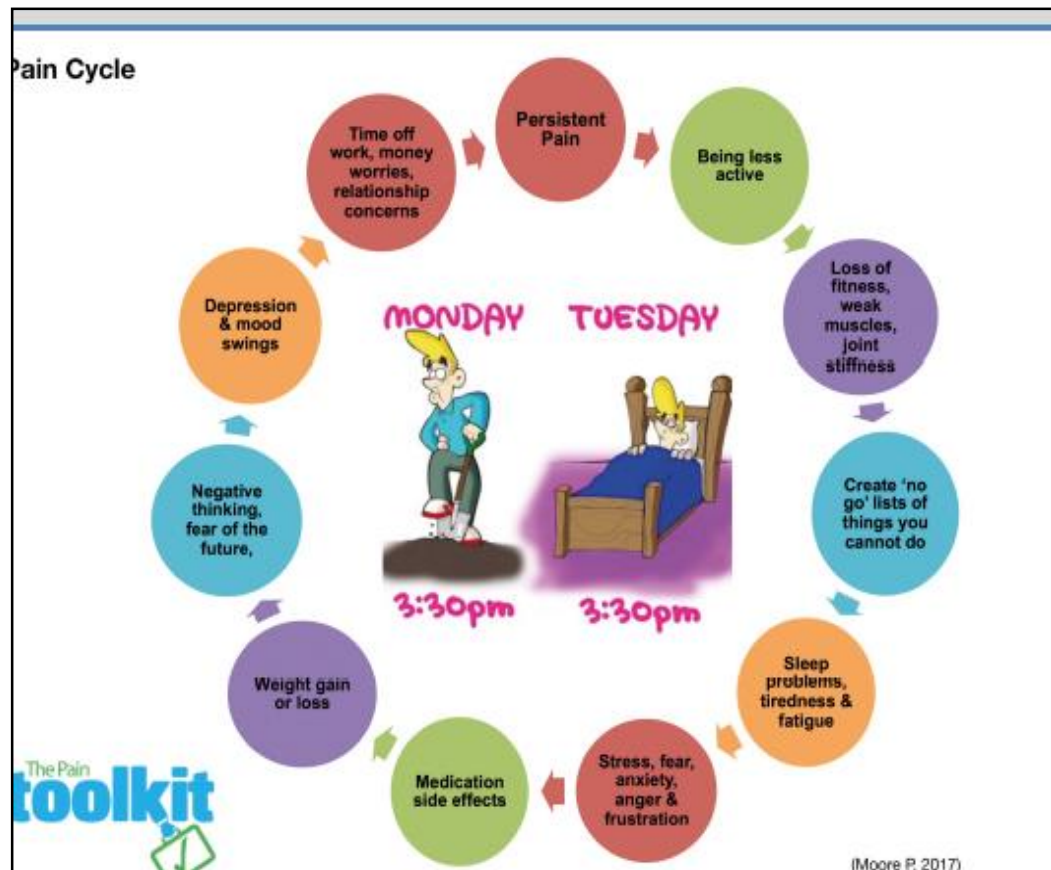 Pain Cycle
Persistent
Pain
Being less
active
Loss of
fitness,
weak
muscles,
joint
stiffness
Create ‘no
go’ lists of
things you
cannot do
Sleep
problems,
tiredness &
fatigue
Stress, fear,
anxiety,
anger &
frustration
Medication
side effects
Weight gain
or loss
Negative
thinking,
fear of the
future,
Depression
& mood
swings
Time off
work, money
worries,
relationship
concerns
MONDAY
TUESDAY
3:30pm
3:30pm
The Pain
toolkit
(Moore P, 2017)